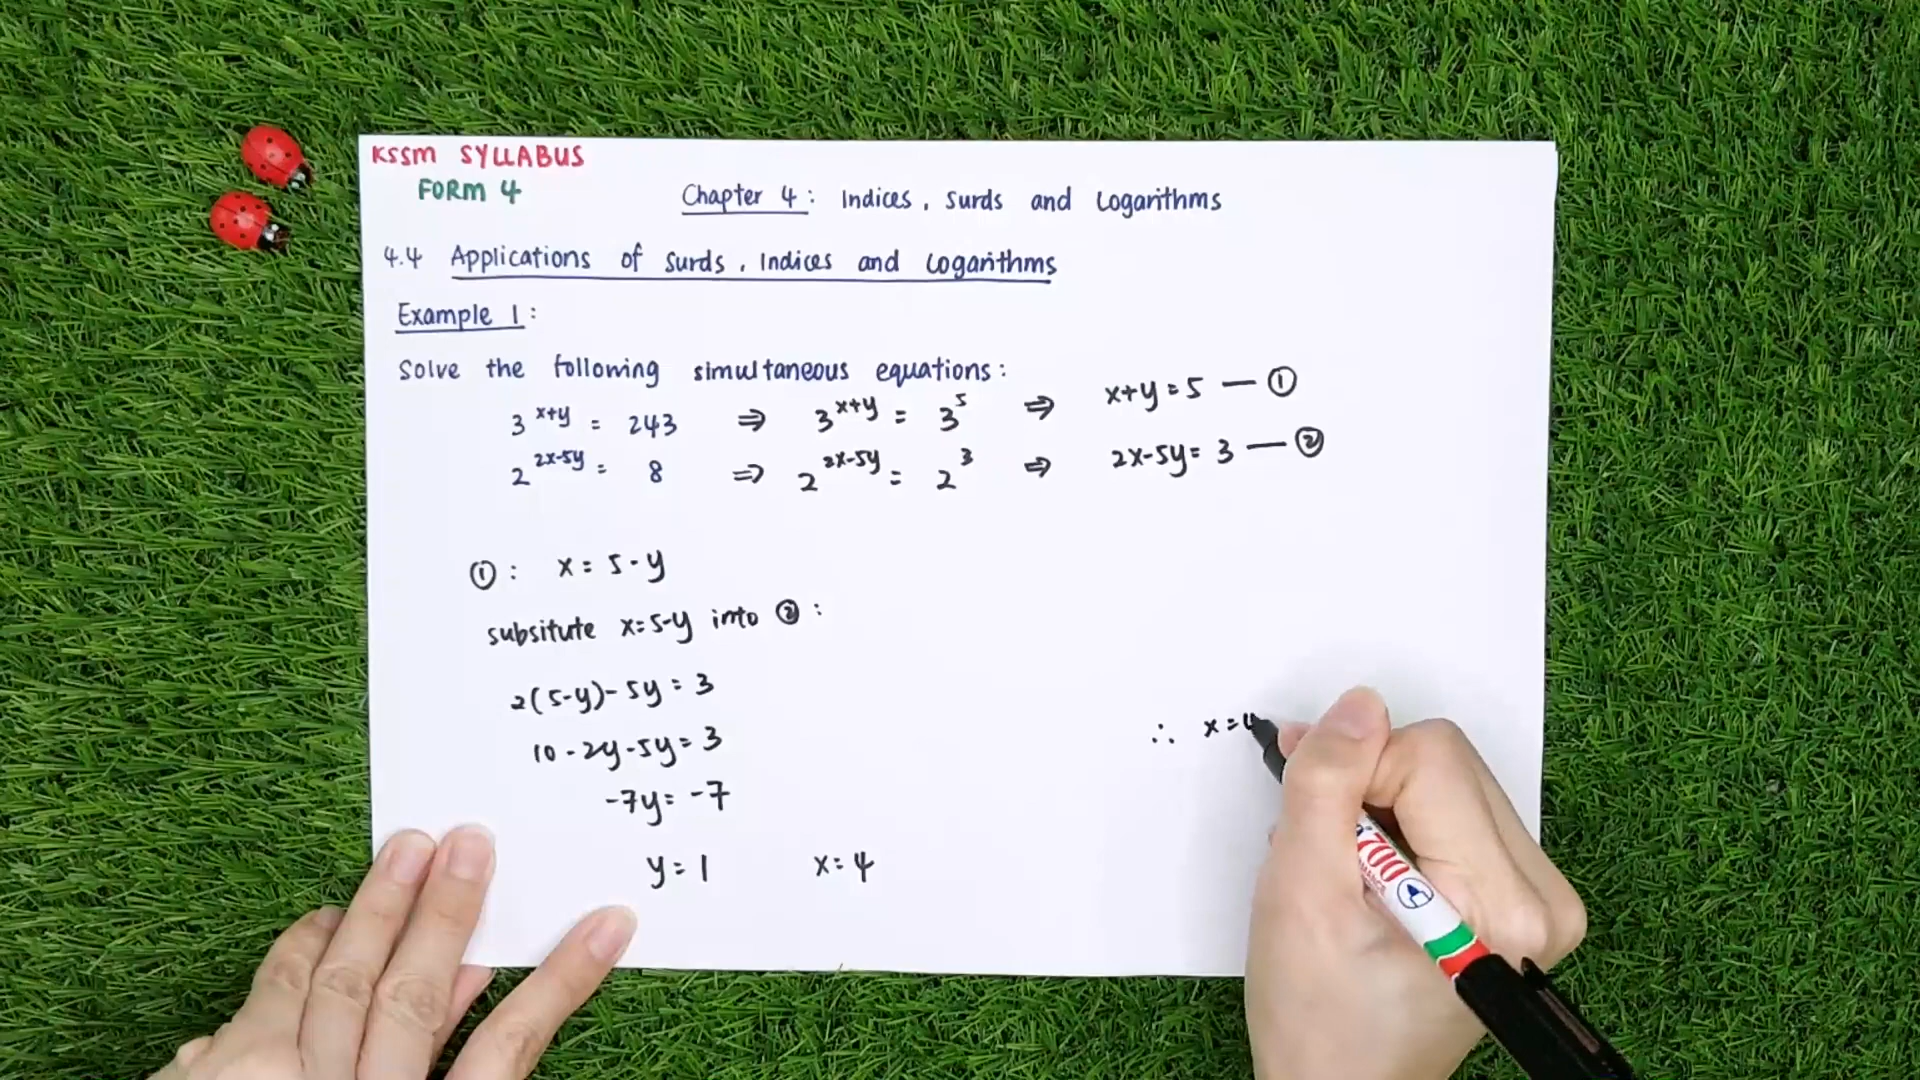 KSSM SYLLABUS
FORM 4
Chapter 4 : Indices, Surds and Logarithms
4.4 Applications of Surds, Indices and Logarithms
Example 1 :
Solve the following simultaneous equations :
3^(x+y) = 243 ⇒ 3^(x+y) = 3^5 ⇒ x+y = 5 — ①
2^(2x-5y) = 8 ⇒ 2^(2x-5y) = 2^3 ⇒ 2x-5y = 3 — ②
① : x = 5-y
subsitute x=5-y into ② :
2(5-y)-5y = 3
10-2y-5y = 3
-7y = -7
y = 1 x = 4
∴ x = 4
700